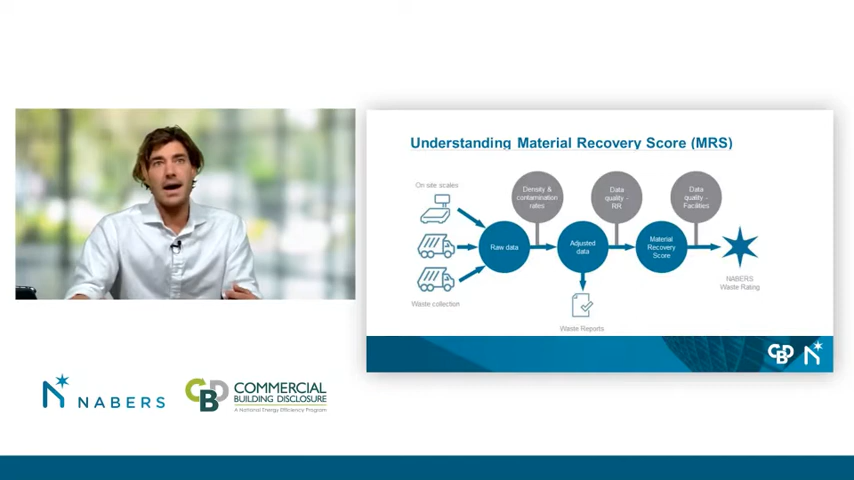 Understanding Material Recovery Score (MRS)
On site scales
Density &
contamination
rates
Data
quality -
RR
Data
quality -
Facilities
Raw data
Adjusted
data
Material
Recovery
Score
NABERS
Waste Rating
Waste collection
Waste Reports
CBD N
N NABERS
CBD COMMERCIAL
BUILDING DISCLOSURE
A National Energy Efficiency Program